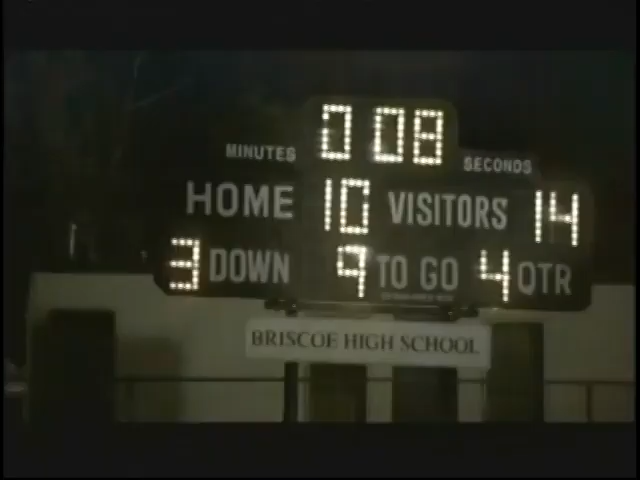 MINUTES 0 08 SECONDS
HOME 10 VISITORS 14
3 DOWN 9 TO GO 4 QTR
BRISCOE HIGH SCHOOL